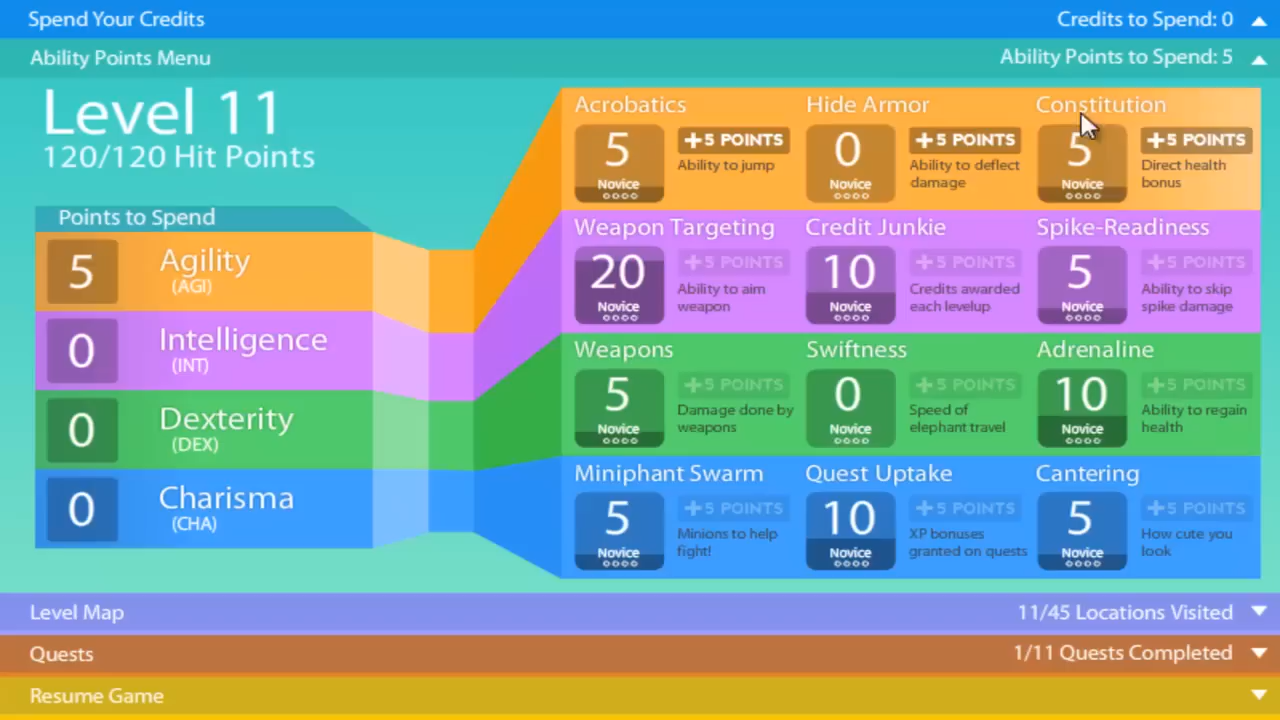 Spend Your Credits
Credits to Spend: 0
Ability Points Menu
Ability Points to Spend: 5
Level 11
120/120 Hit Points
Points to Spend
5
Agility
(AGI)
0
Intelligence
(INT)
0
Dexterity
(DEX)
0
Charisma
(CHA)
Acrobatics
5
Novice
+5 POINTS
Ability to jump
Hide Armor
0
Novice
+5 POINTS
Ability to deflect
damage
Constitution
5
Novice
+5 POINTS
Direct health
bonus
Weapon Targeting
20
Novice
+5 POINTS
Ability to aim
weapon
Credit Junkie
10
Novice
+5 POINTS
Credits awarded
each levelup
Spike-Readiness
5
Novice
+5 POINTS
Ability to skip
spike damage
Weapons
5
Novice
+5 POINTS
Damage done by
weapons
Swiftness
0
Novice
+5 POINTS
Speed of
elephant travel
Adrenaline
10
Novice
+5 POINTS
Ability to regain
health
Miniphant Swarm
5
Novice
+5 POINTS
Minions to help
fight!
Quest Uptake
10
Novice
+5 POINTS
XP bonuses
granted on quests
Cantering
5
Novice
+5 POINTS
How cute you
look
Level Map
11/45 Locations Visited
Quests
1/11 Quests Completed
Resume Game